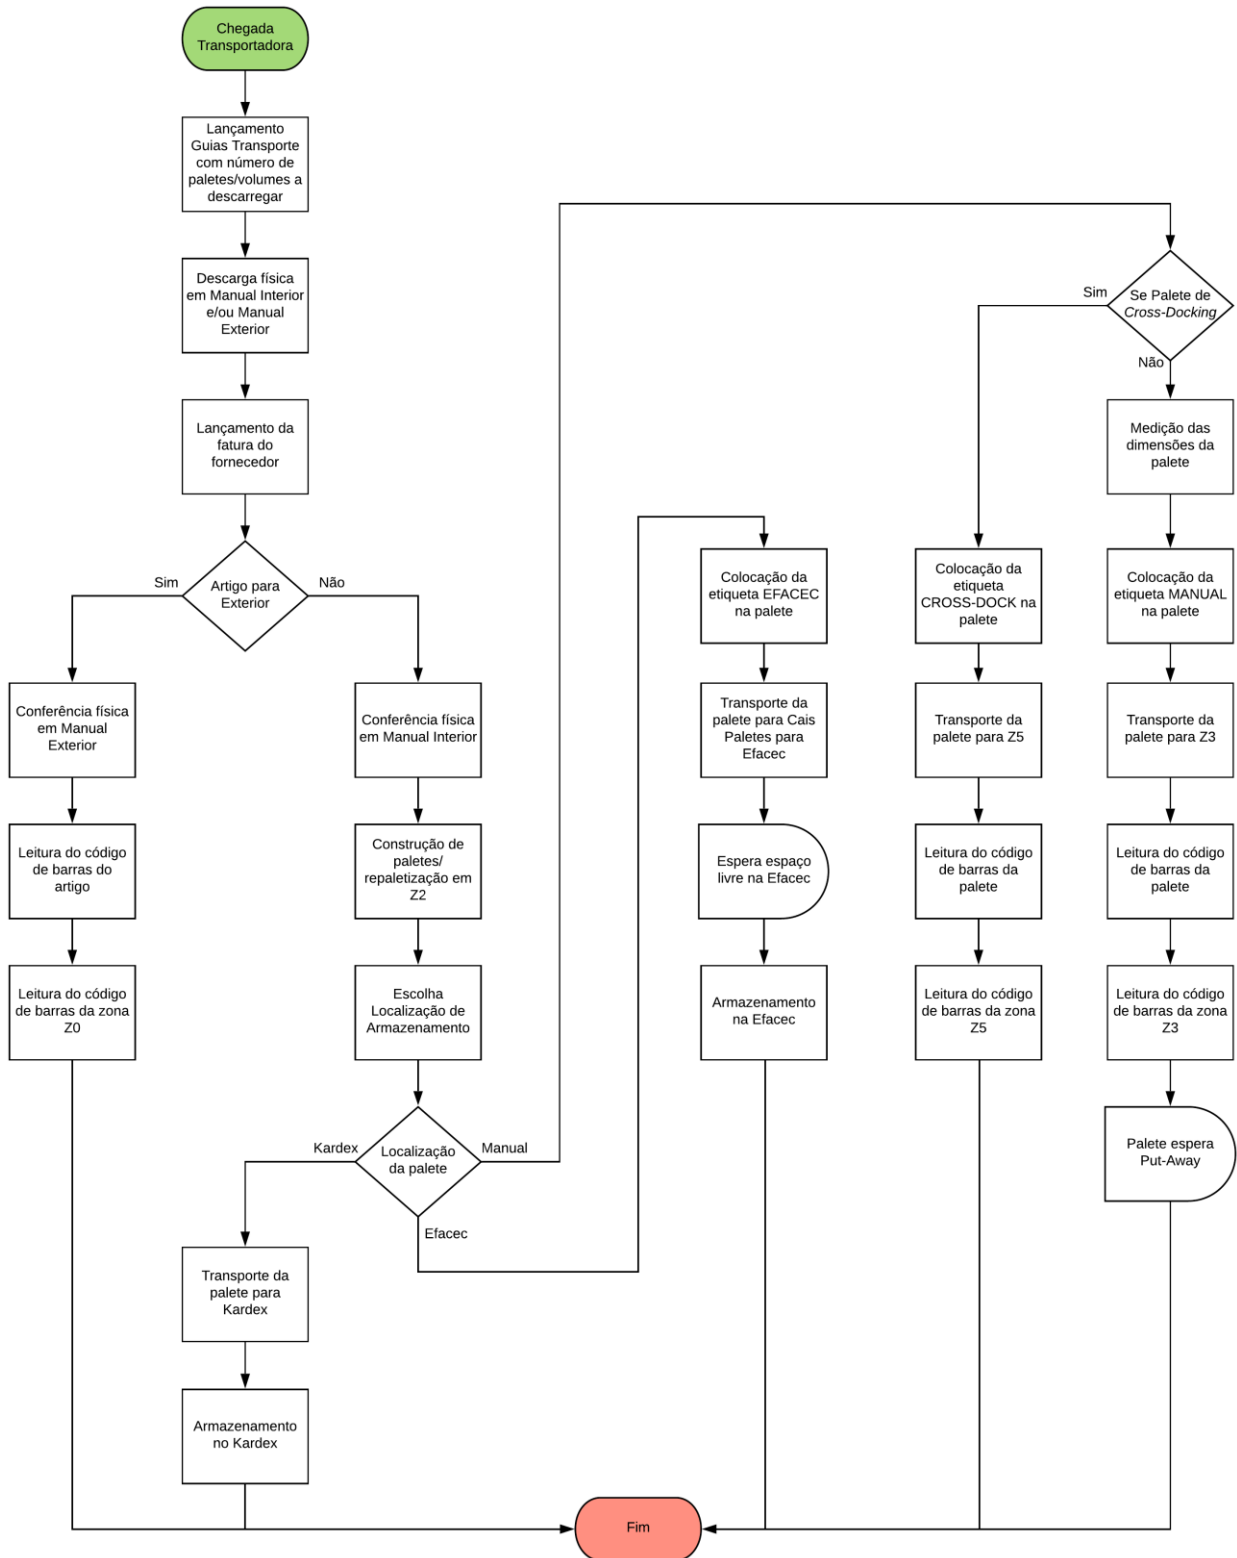 Chegada
Transportadora
Lançamento
Guias Transporte
com número de
paletes/volumes a
descarregar
Descarga física
em Manual Interior
e/ou Manual
Exterior
Lançamento da
fatura do
fornecedor
Artigo para
Exterior
Sim
Não
Conferência física
em Manual
Exterior
Leitura do código
de barras do
artigo
Leitura do código
de barras da zona
Z0
Conferência física
em Manual Interior
Construção de
paletes/
repaletização em
Z2
Escolha
Localização de
Armazenamento
Localização
da palete
Kardex
Manual
Efacec
Transporte da
palete para
Kardex
Armazenamento
no Kardex
Colocação da
etiqueta EFACEC
na palete
Transporte da
palete para Cais
Paletes para
Efacec
Espera espaço
livre na Efacec
Armazenamento
na Efacec
Se Palete de
Cross-Docking
Sim
Não
Colocação da
etiqueta
CROSS-DOCK na
palete
Transporte da
palete para Z5
Leitura do código
de barras da
palete
Leitura do código
de barras da zona
Z5
Medição das
dimensões da
palete
Colocação da
etiqueta MANUAL
na palete
Transporte da
palete para Z3
Leitura do código
de barras da
palete
Leitura do código
de barras da zona
Z3
Palete espera
Put-Away
Fim